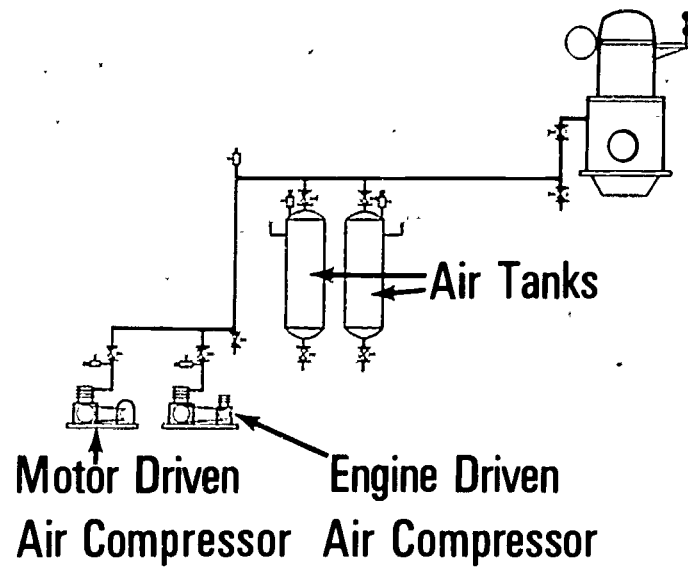 Air Tanks
Motor Driven
Air Compressor
Engine Driven
Air Compressor